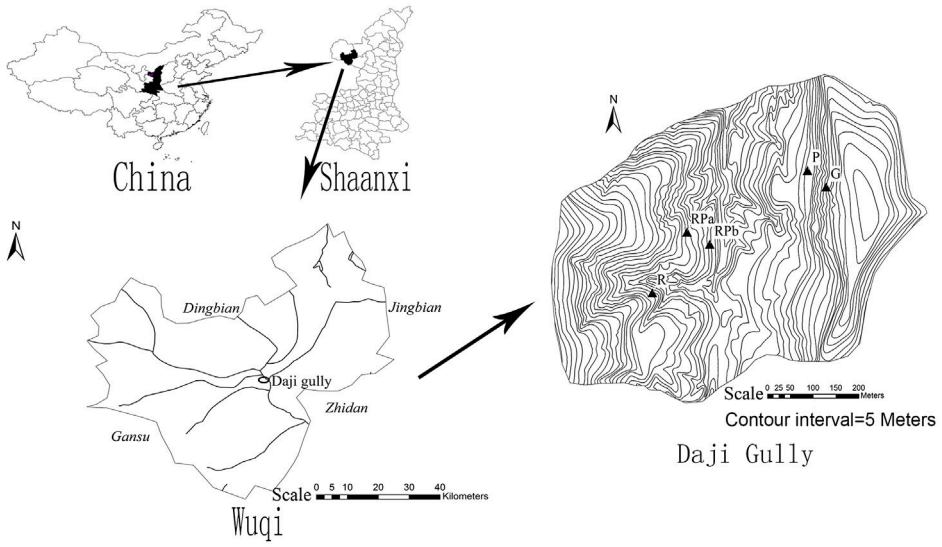 China
Shaanxi
N
Dingbian
Jingbian
Daji gully
Zhidan
Gansu
Scale 0 5 10 20 30 40 Kilometers
Wuqi
N
P
G
RPa
RPb
R
Scale 0 25 50 100 150 200 Meters
Contour interval=5 Meters
Daji Gully